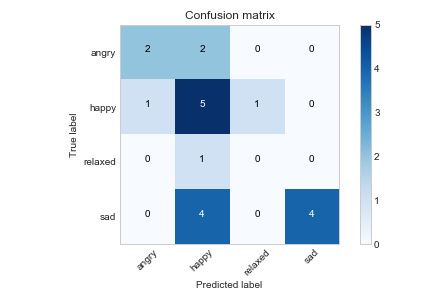 Confusion matrix
True label
angry 2 2 0 0
happy 1 5 1 0
relaxed 0 1 0 0
sad 0 4 0 4
angry happy relaxed sad
Predicted label
5
4
3
2
1
0